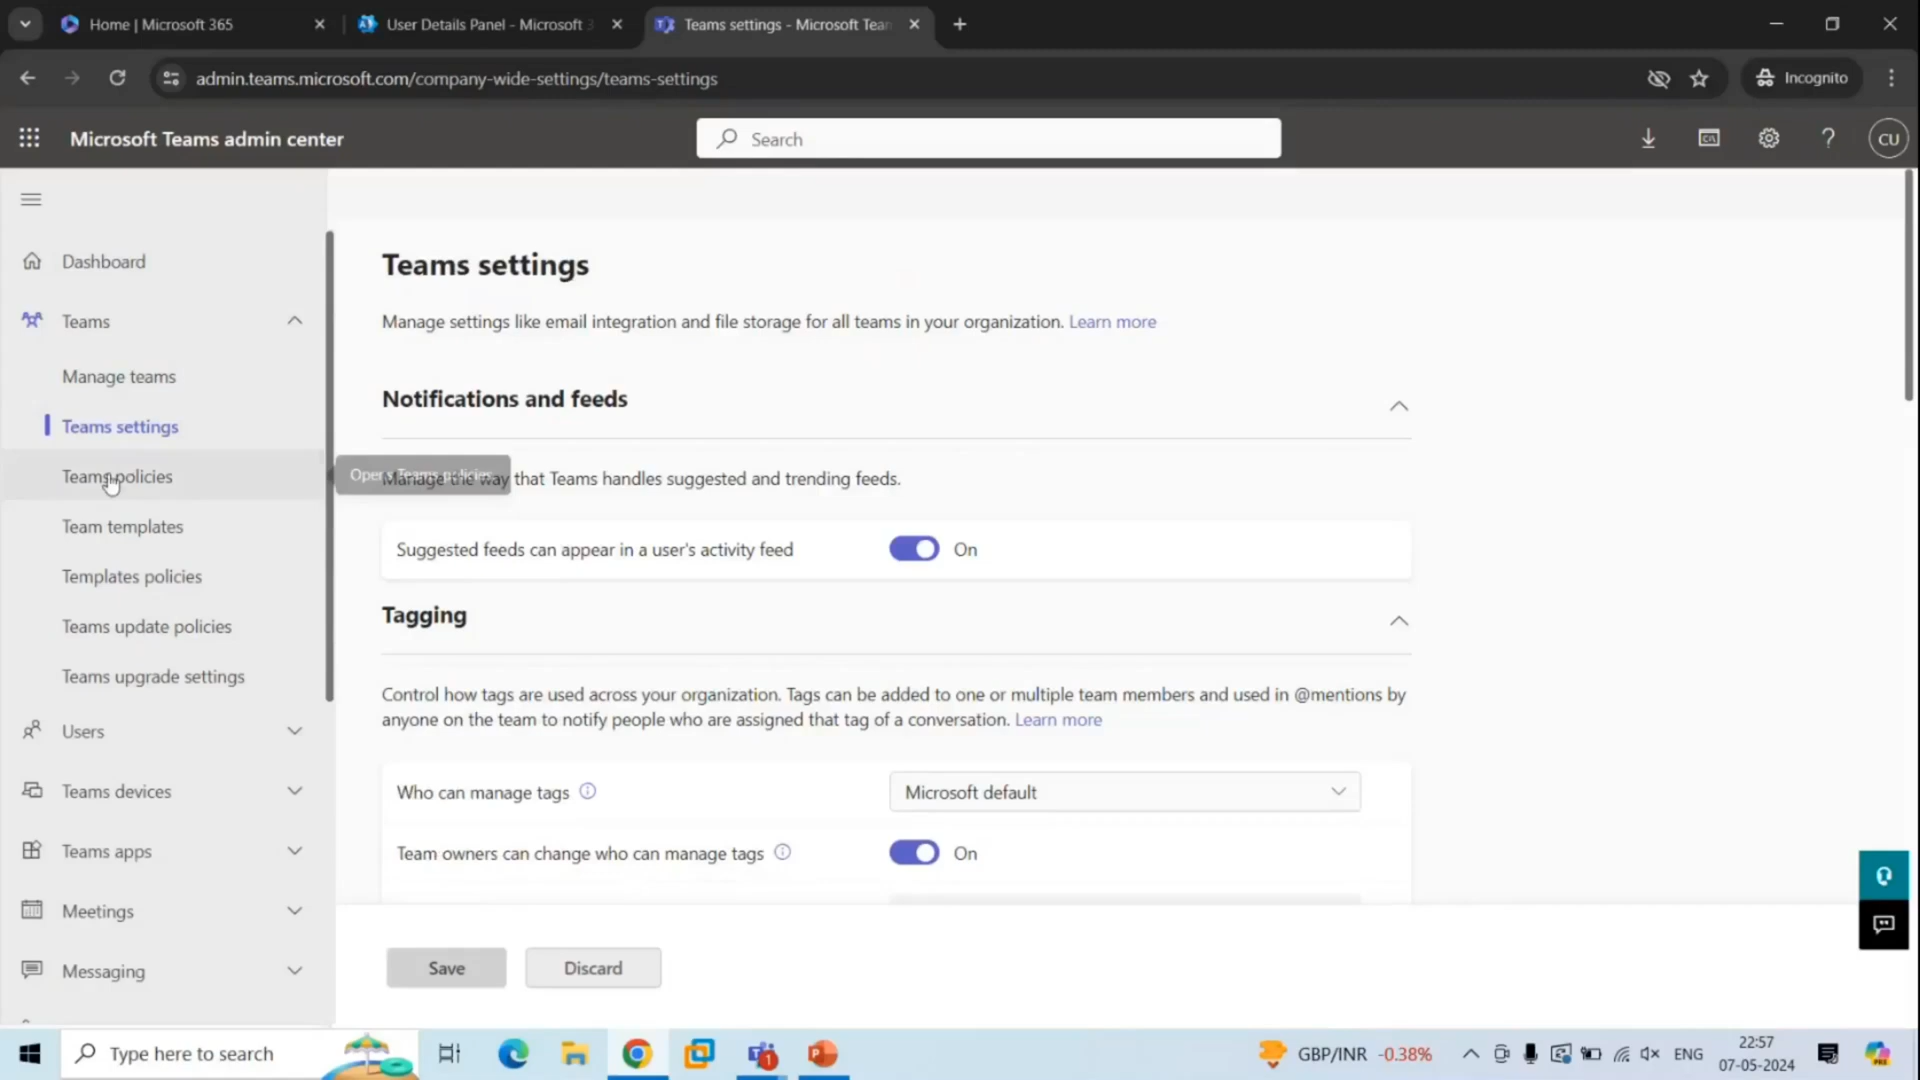 Home | Microsoft 365
User Details Panel - Microsoft 3
Teams settings - Microsoft Tean
admin.teams.microsoft.com/company-wide-settings/teams-settings
Incognito
Microsoft Teams admin center
Search
CU
Dashboard
Teams
Manage teams
Teams settings
Teams policies
Team templates
Templates policies
Teams update policies
Teams upgrade settings
Users
Teams devices
Teams apps
Meetings
Messaging
Teams settings
Manage settings like email integration and file storage for all teams in your organization. Learn more
Notifications and feeds
Open Teams policies
Manage the way that Teams handles suggested and trending feeds.
Suggested feeds can appear in a user's activity feed On
Tagging
Control how tags are used across your organization. Tags can be added to one or multiple team members and used in @mentions by
anyone on the team to notify people who are assigned that tag of a conversation. Learn more
Who can manage tags Microsoft default
Team owners can change who can manage tags On
Save Discard
Type here to search
1
GBP/INR -0.38%
ENG
22:57
07-05-2024